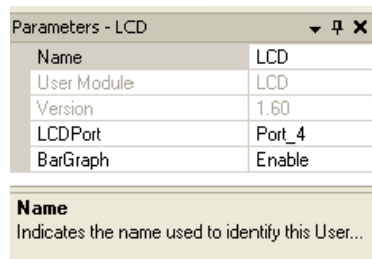 Parameters - LCD
Name LCD
User Module LCD
Version 1.60
LCDPort Port_4
BarGraph Enable
Name
Indicates the name used to identify this User...